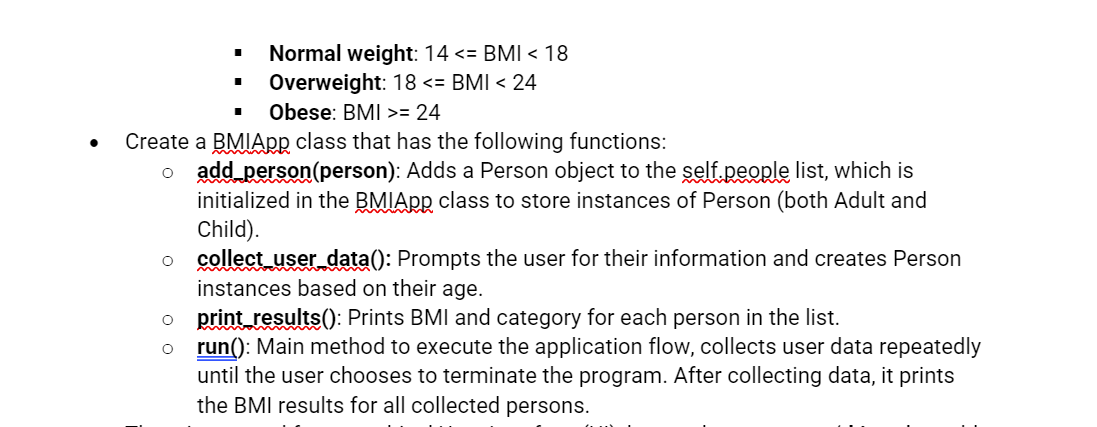 ▪ Normal weight: 14 <= BMI < 18
▪ Overweight: 18 <= BMI < 24
▪ Obese: BMI >= 24
• Create a BMIApp class that has the following functions:
○ add_person(person): Adds a Person object to the self.people list, which is
initialized in the BMIApp class to store instances of Person (both Adult and
Child).
○ collect_user_data(): Prompts the user for their information and creates Person
instances based on their age.
○ print_results(): Prints BMI and category for each person in the list.
○ run(): Main method to execute the application flow, collects user data repeatedly
until the user chooses to terminate the program. After collecting data, it prints
the BMI results for all collected persons.